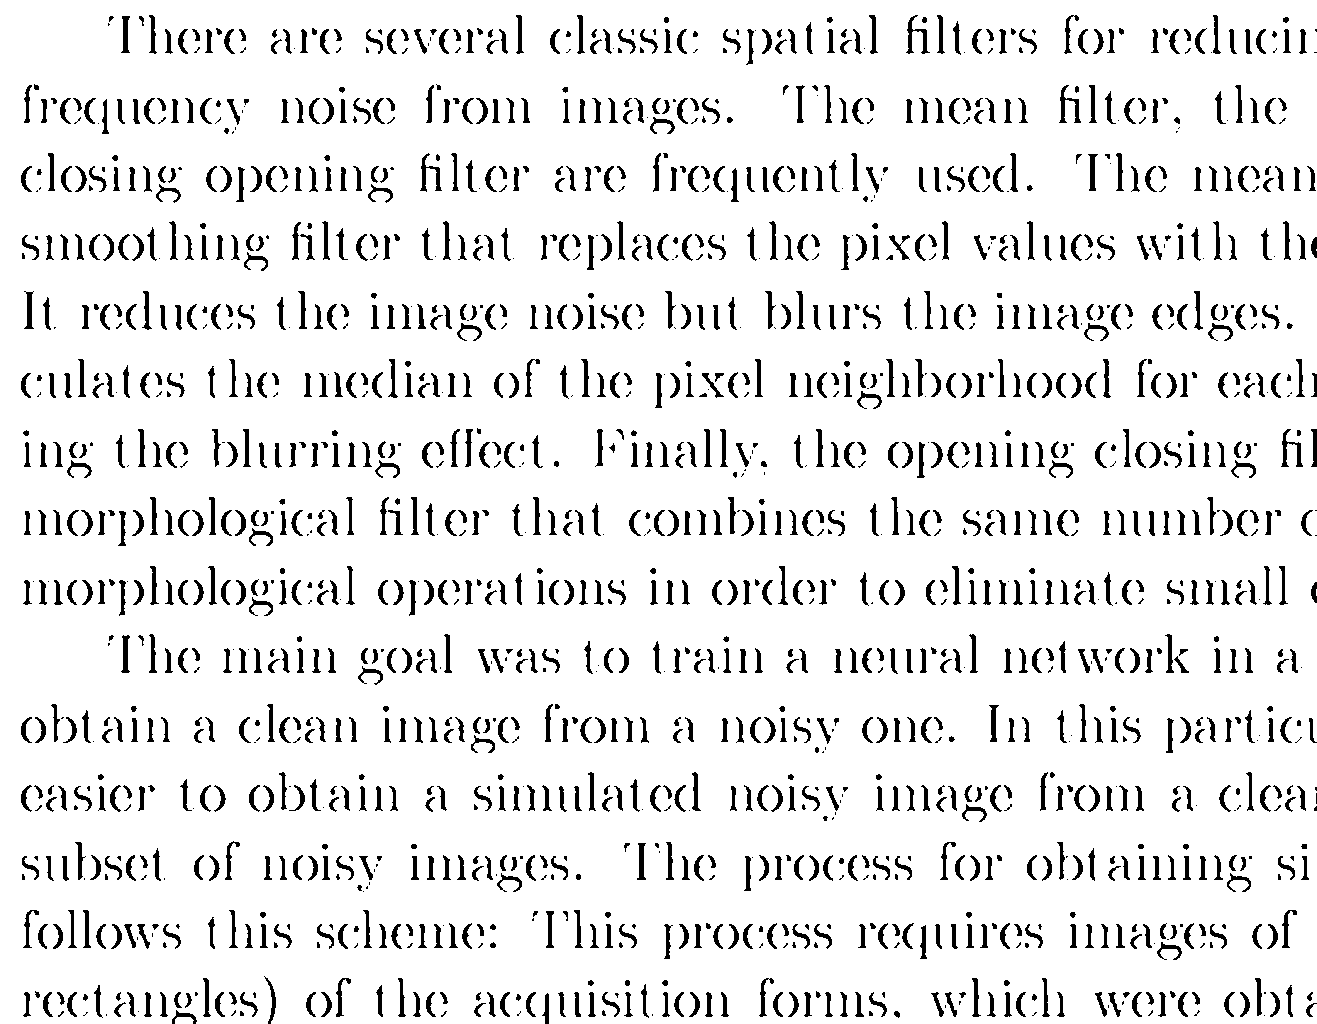 There are several classic spatial filters for reducin
frequency noise from images. The mean filter, the
closing opening filter are frequently used. The mean
smoothing filter that replaces the pixel values with the
It reduces the image noise but blurs the image edges.
culates the median of the pixel neighborhood for each
ing the blurring effect. Finally, the opening closing fil
morphological filter that combines the same number o
morphological operations in order to eliminate small
The main goal was to train a neural network in a
obtain a clean image from a noisy one. In this particu
easier to obtain a simulated noisy image from a clean
subset of noisy images. The process for obtaining si
follows this scheme: This process requires images of
rectangles) of the acquisition forms, which were obta